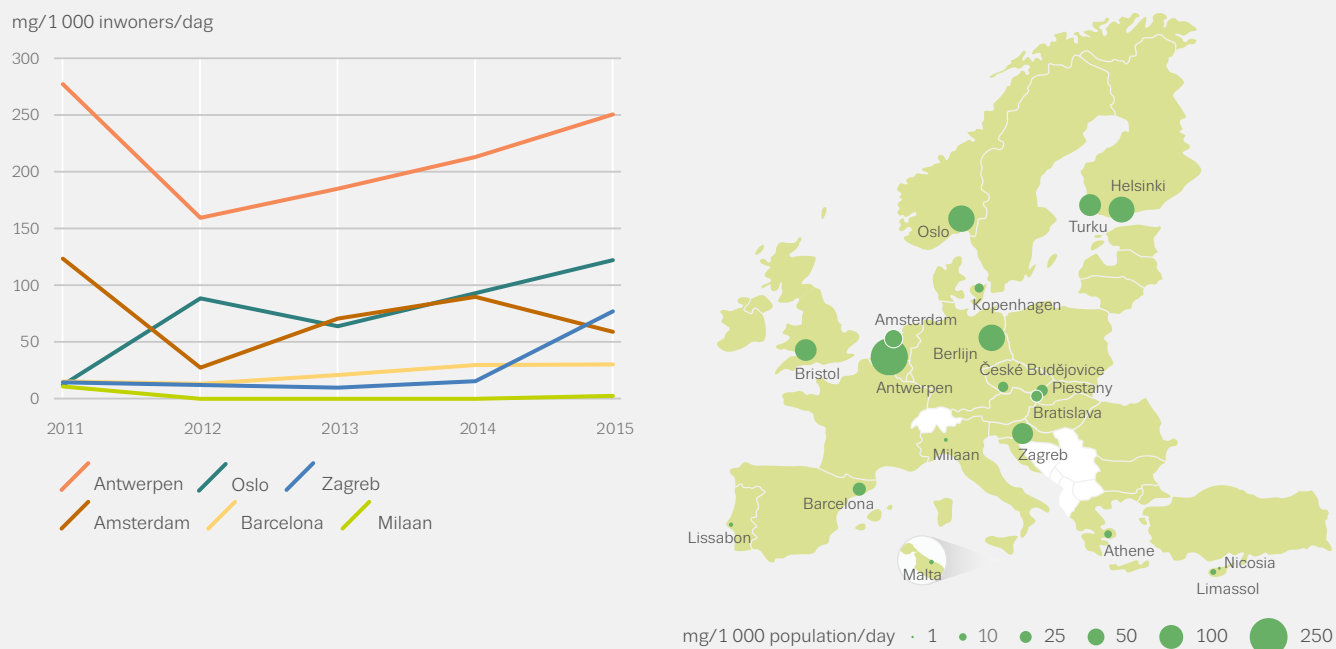 mg/1 000 inwoners/dag
300
250
200
150
100
50
0
2011 2012 2013 2014 2015
Antwerpen Oslo Zagreb
Amsterdam Barcelona Milaan
Helsinki
Turku
Oslo
Kopenhagen
Amsterdam
Berlijn
Bristol
České Budějovice
Antwerpen
Piestany
Bratislava
Milaan
Zagreb
Barcelona
Lissabon
Athene
Malta
Nicosia
Limassol
mg/1 000 population/day 1 10 25 50 100 250